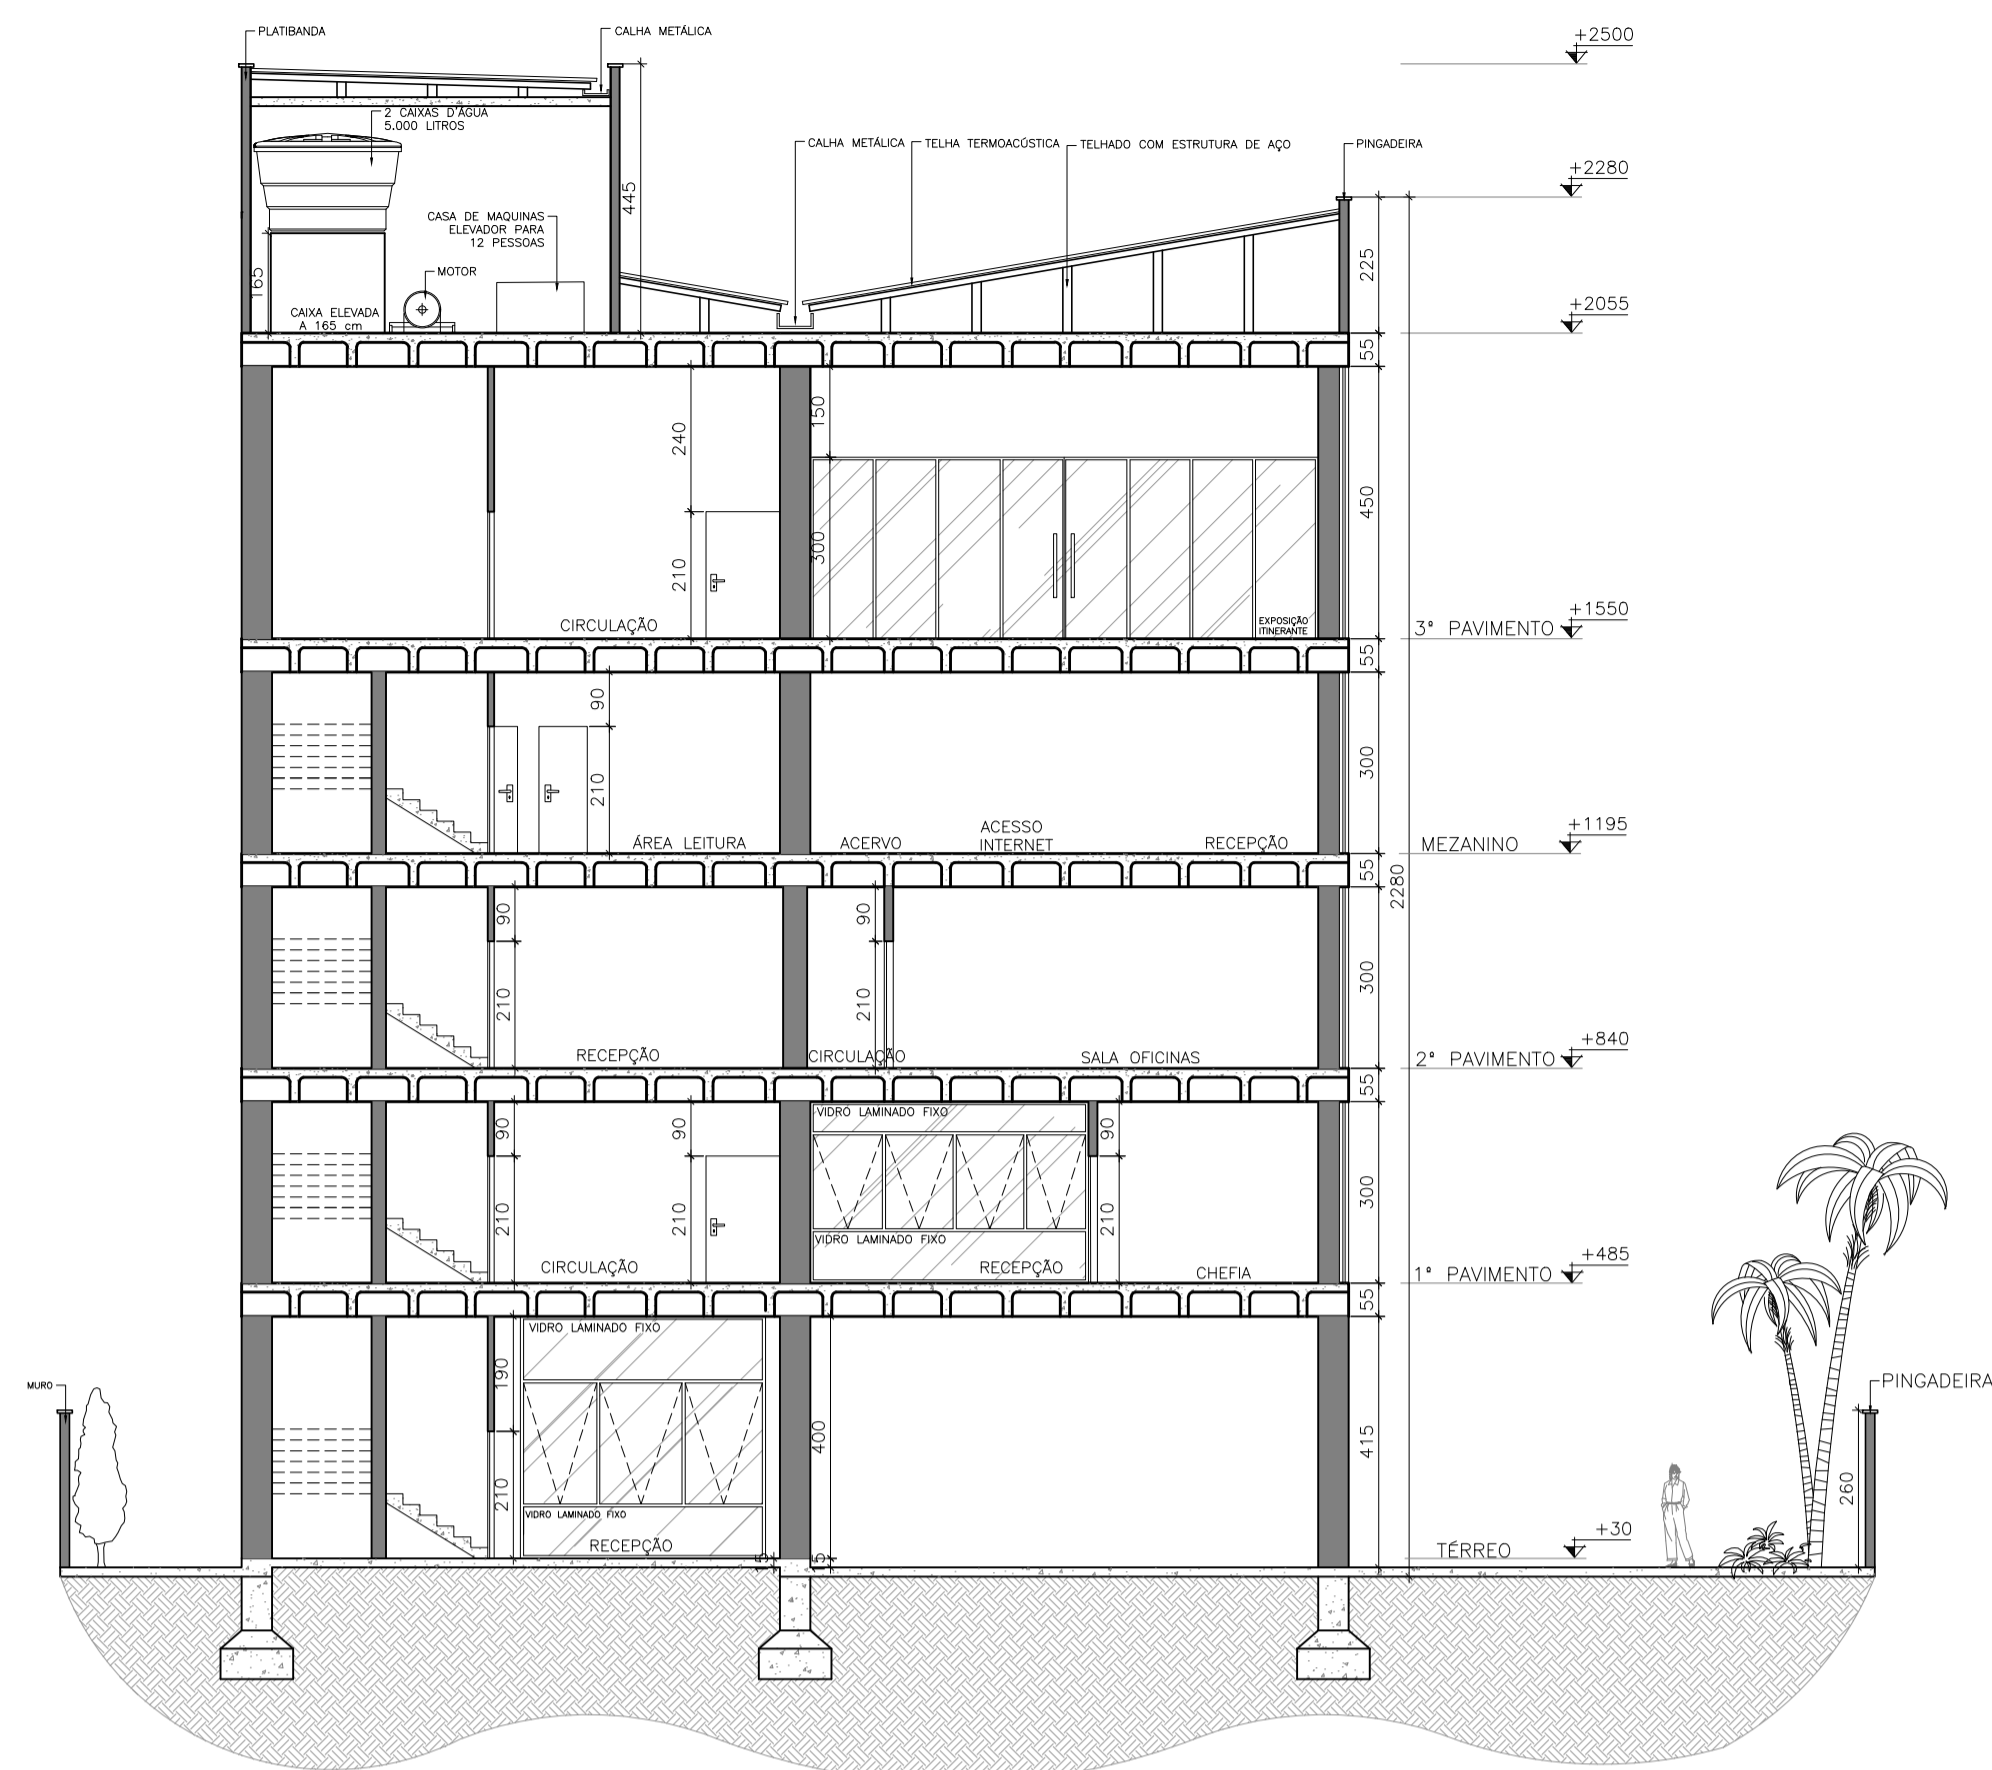 PLATIBANDA
CALHA METÁLICA
+2500
2 CAIXAS D'ÁGUA
5.000 LITROS
CALHA METÁLICA
TELHA TERMOACÚSTICA
TELHADO COM ESTRUTURA DE AÇO
PINGADEIRA
+2280
445
CASA DE MAQUINAS
ELEVADOR PARA
12 PESSOAS
MOTOR
165
CAIXA ELEVADA
A 165 cm
225
+2055
55
240
150
450
210
300
CIRCULAÇÃO
EXPOSIÇÃO
ITINERANTE
3º PAVIMENTO
+1550
55
90
210
300
ÁREA LEITURA
ACERVO
ACESSO
INTERNET
RECEPÇÃO
MEZANINO
+1195
55
2280
90
90
210
210
300
RECEPÇÃO
CIRCULAÇÃO
SALA OFICINAS
2º PAVIMENTO
+840
55
VIDRO LAMINADO FIXO
90
90
90
210
210
210
300
VIDRO LAMINADO FIXO
CIRCULAÇÃO
RECEPÇÃO
CHEFIA
1º PAVIMENTO
+485
55
VIDRO LAMINADO FIXO
190
MURO
PINGADEIRA
400
415
210
260
VIDRO LAMINADO FIXO
RECEPÇÃO
15
15
TÉRREO
+30